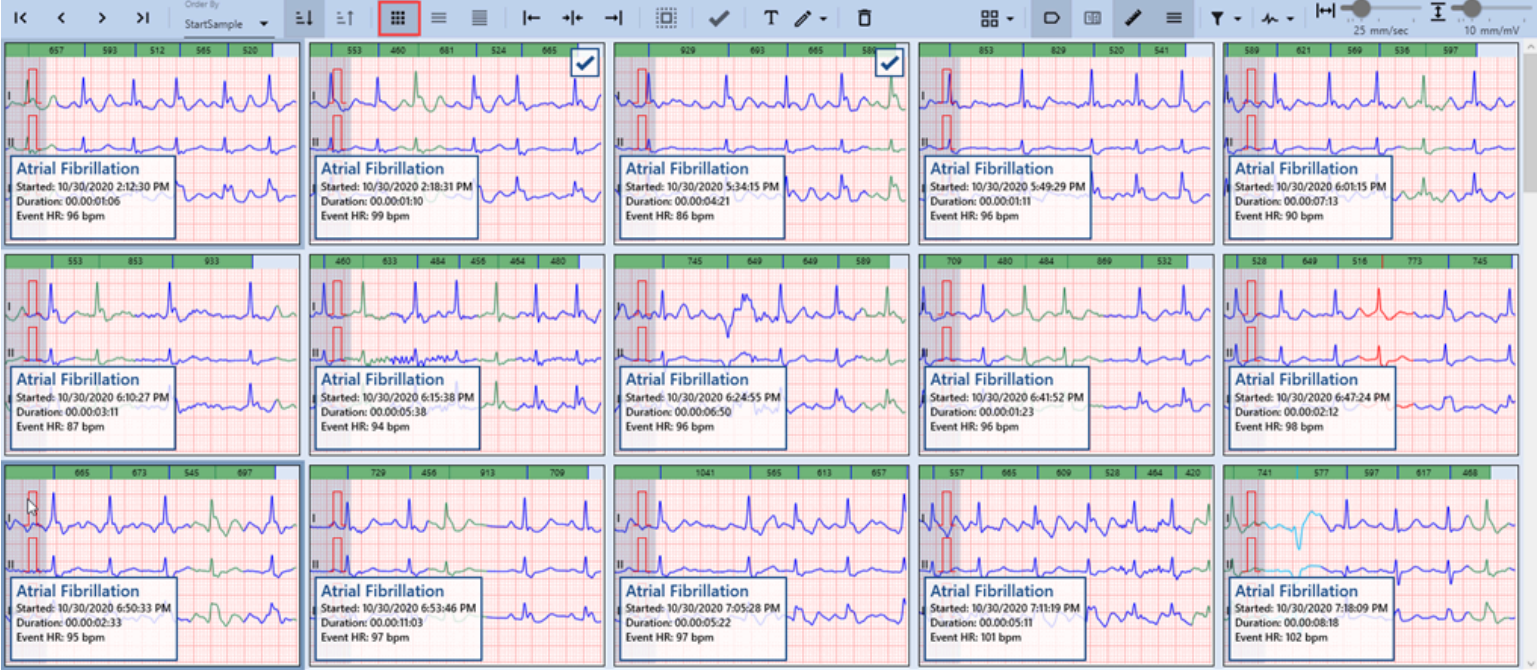 Order By
StartSample
T
25 mm/sec
10 mm/mV
657 593 512 565 520
I
II
Atrial Fibrillation
Started: 10/30/2020 2:12:30 PM
Duration: 00.00:01:06
Event HR: 96 bpm
553 460 681 524 665
I
II
Atrial Fibrillation
Started: 10/30/2020 2:18:31 PM
Duration: 00.00:01:10
Event HR: 99 bpm
929 693 665 589
I
II
Atrial Fibrillation
Started: 10/30/2020 5:34:15 PM
Duration: 00.00:04:21
Event HR: 86 bpm
853 829 520 541
I
II
Atrial Fibrillation
Started: 10/30/2020 5:49:29 PM
Duration: 00.00:01:11
Event HR: 96 bpm
589 621 569 536 597
I
II
Atrial Fibrillation
Started: 10/30/2020 6:01:15 PM
Duration: 00.00:07:13
Event HR: 90 bpm
553 853 933
I
II
Atrial Fibrillation
Started: 10/30/2020 6:10:27 PM
Duration: 00.00:03:11
Event HR: 87 bpm
460 633 484 456 464 480
I
II
Atrial Fibrillation
Started: 10/30/2020 6:15:38 PM
Duration: 00.00:05:38
Event HR: 94 bpm
745 649 649 589
I
II
Atrial Fibrillation
Started: 10/30/2020 6:24:55 PM
Duration: 00.00:06:50
Event HR: 96 bpm
709 480 484 869 532
I
II
Atrial Fibrillation
Started: 10/30/2020 6:41:52 PM
Duration: 00.00:01:23
Event HR: 96 bpm
528 649 516 773 745
I
II
Atrial Fibrillation
Started: 10/30/2020 6:47:24 PM
Duration: 00.00:02:12
Event HR: 98 bpm
665 673 545 697
I
II
Atrial Fibrillation
Started: 10/30/2020 6:50:33 PM
Duration: 00.00:02:33
Event HR: 95 bpm
729 456 913 709
I
II
Atrial Fibrillation
Started: 10/30/2020 6:53:46 PM
Duration: 00.00:11:03
Event HR: 97 bpm
1041 565 613 657
I
II
Atrial Fibrillation
Started: 10/30/2020 7:05:28 PM
Duration: 00.00:05:22
Event HR: 97 bpm
557 665 609 528 464 420
I
II
Atrial Fibrillation
Started: 10/30/2020 7:11:19 PM
Duration: 00.00:05:11
Event HR: 101 bpm
741 577 597 617 468
I
II
Atrial Fibrillation
Started: 10/30/2020 7:18:09 PM
Duration: 00.00:08:18
Event HR: 102 bpm